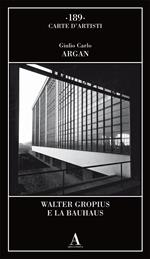 ·189·
CARTE D'ARTISTI
Giulio Carlo
ARGAN
WALTER GROPIUS
E LA BAUHAUS
A